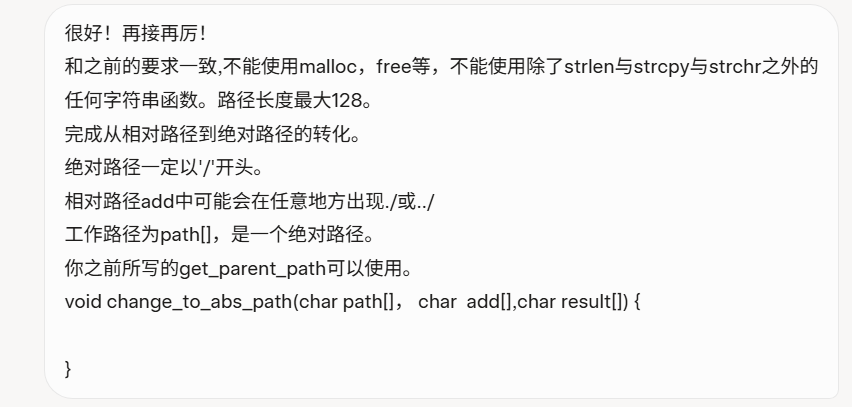 很好！再接再厉！
和之前的要求一致,不能使用malloc，free等，不能使用除了strlen与strcpy与strchr之外的
任何字符串函数。路径长度最大128。
完成从相对路径到绝对路径的转化。
绝对路径一定以'/'开头。
相对路径add中可能会在任意地方出现./或../
工作路径为path[]，是一个绝对路径。
你之前所写的get_parent_path可以使用。
void change_to_abs_path(char path[]， char  add[],char result[]) {
}